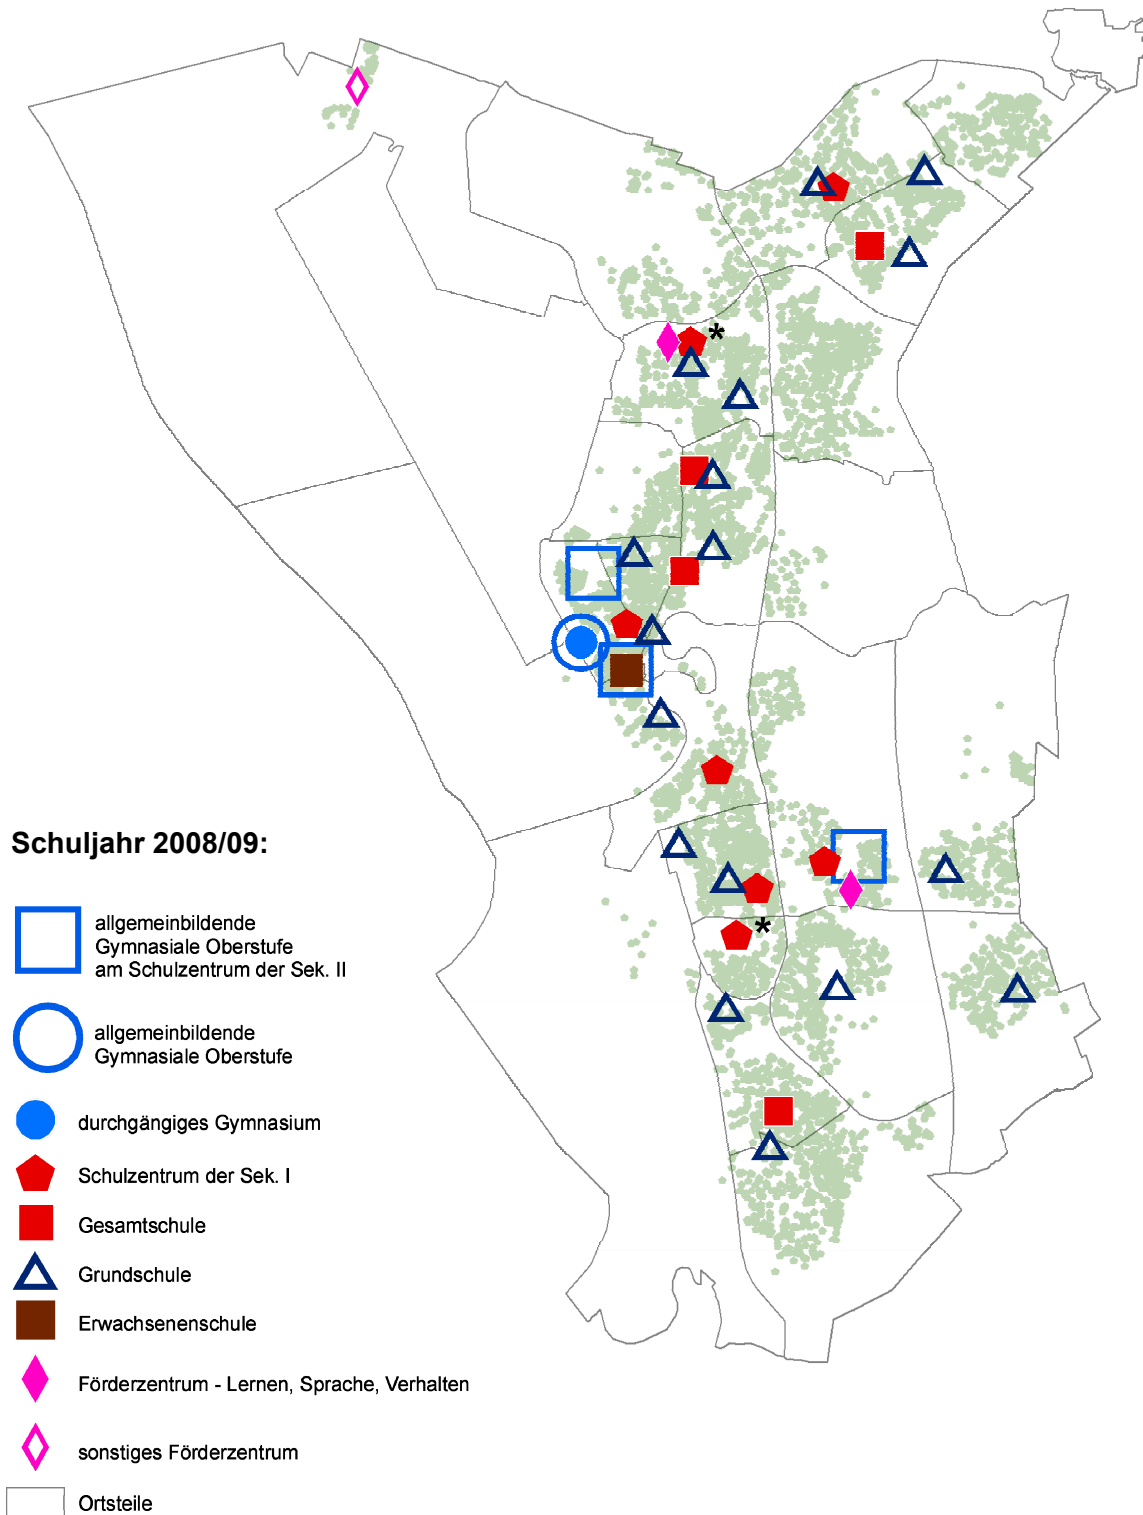 *
*
Schuljahr 2008/09:
allgemeinbildende
Gymnasiale Oberstufe
am Schulzentrum der Sek. II
allgemeinbildende
Gymnasiale Oberstufe
durchgängiges Gymnasium
Schulzentrum der Sek. I
Gesamtschule
Grundschule
Erwachsenenschule
Förderzentrum - Lernen, Sprache, Verhalten
sonstiges Förderzentrum
Ortsteile